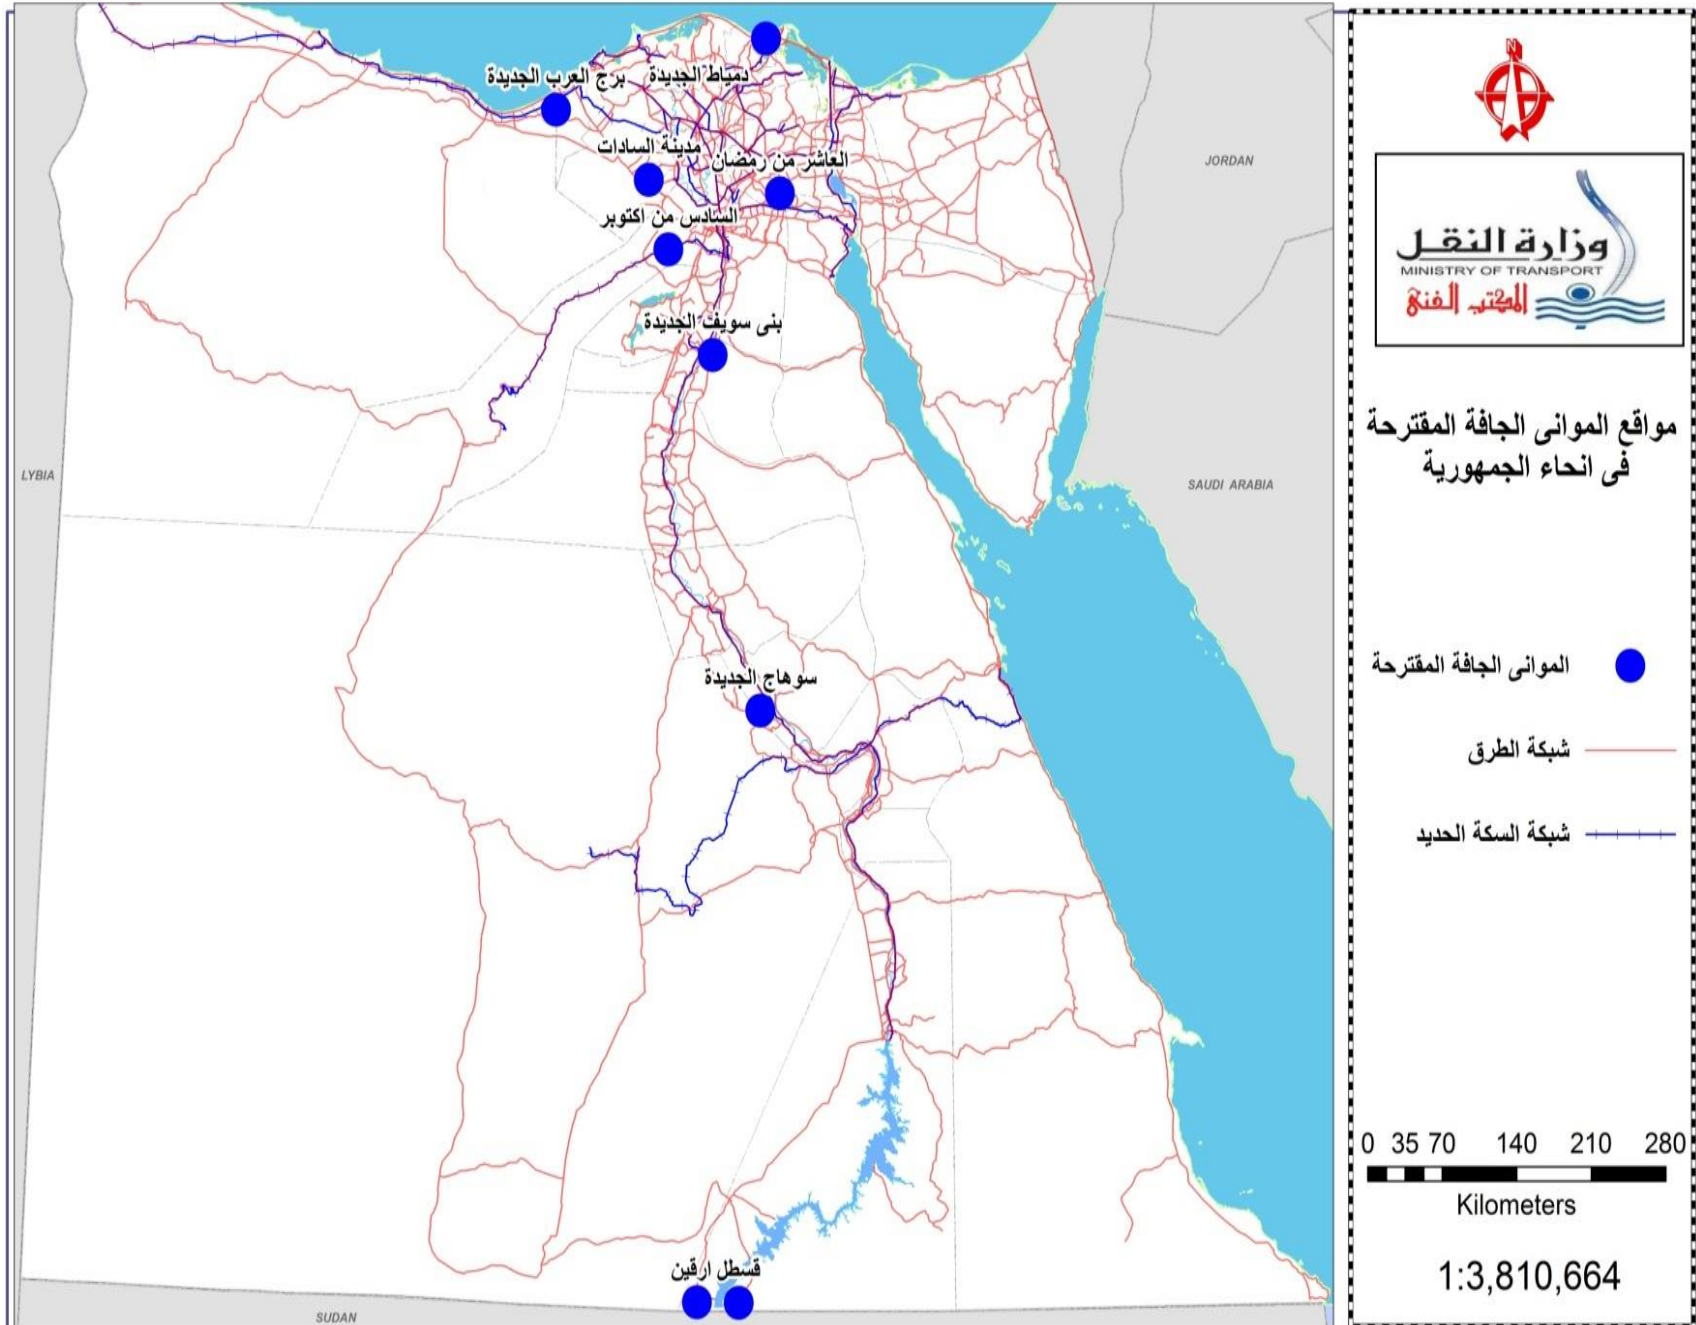 دمياط الجديدة
برج العرب الجديدة
مدينة السادات
العاشر من رمضان
السادس من اكتوبر
بنى سويف الجديدة
سوهاج الجديدة
قسطل ارقين
LYBIA
JORDAN
SAUDI ARABIA
SUDAN
N
وزارة النقل
MINISTRY OF TRANSPORT
المكتب الفنى
مواقع الموانى الجافة المقترحة
فى انحاء الجمهورية
الموانى الجافة المقترحة
شبكة الطرق
شبكة السكة الحديد
0 35 70 140 210 280
Kilometers
1:3,810,664